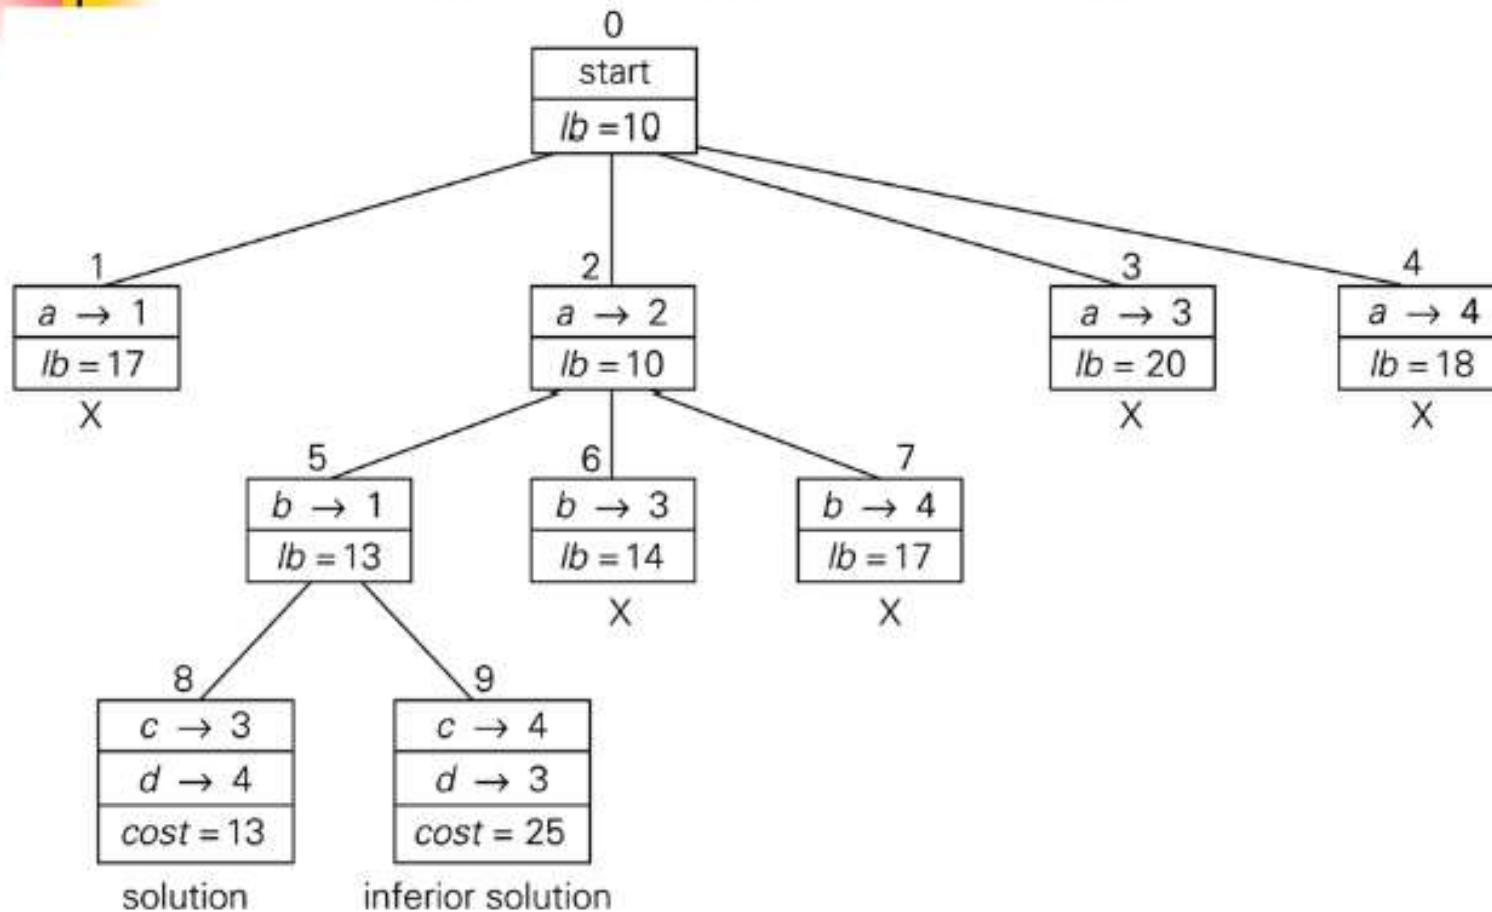 0
start
lb = 10
1
a → 1
lb = 17
X
2
a → 2
lb = 10
3
a → 3
lb = 20
X
4
a → 4
lb = 18
X
5
b → 1
lb = 13
6
b → 3
lb = 14
X
7
b → 4
lb = 17
X
8
c → 3
d → 4
cost = 13
solution
9
c → 4
d → 3
cost = 25
inferior solution